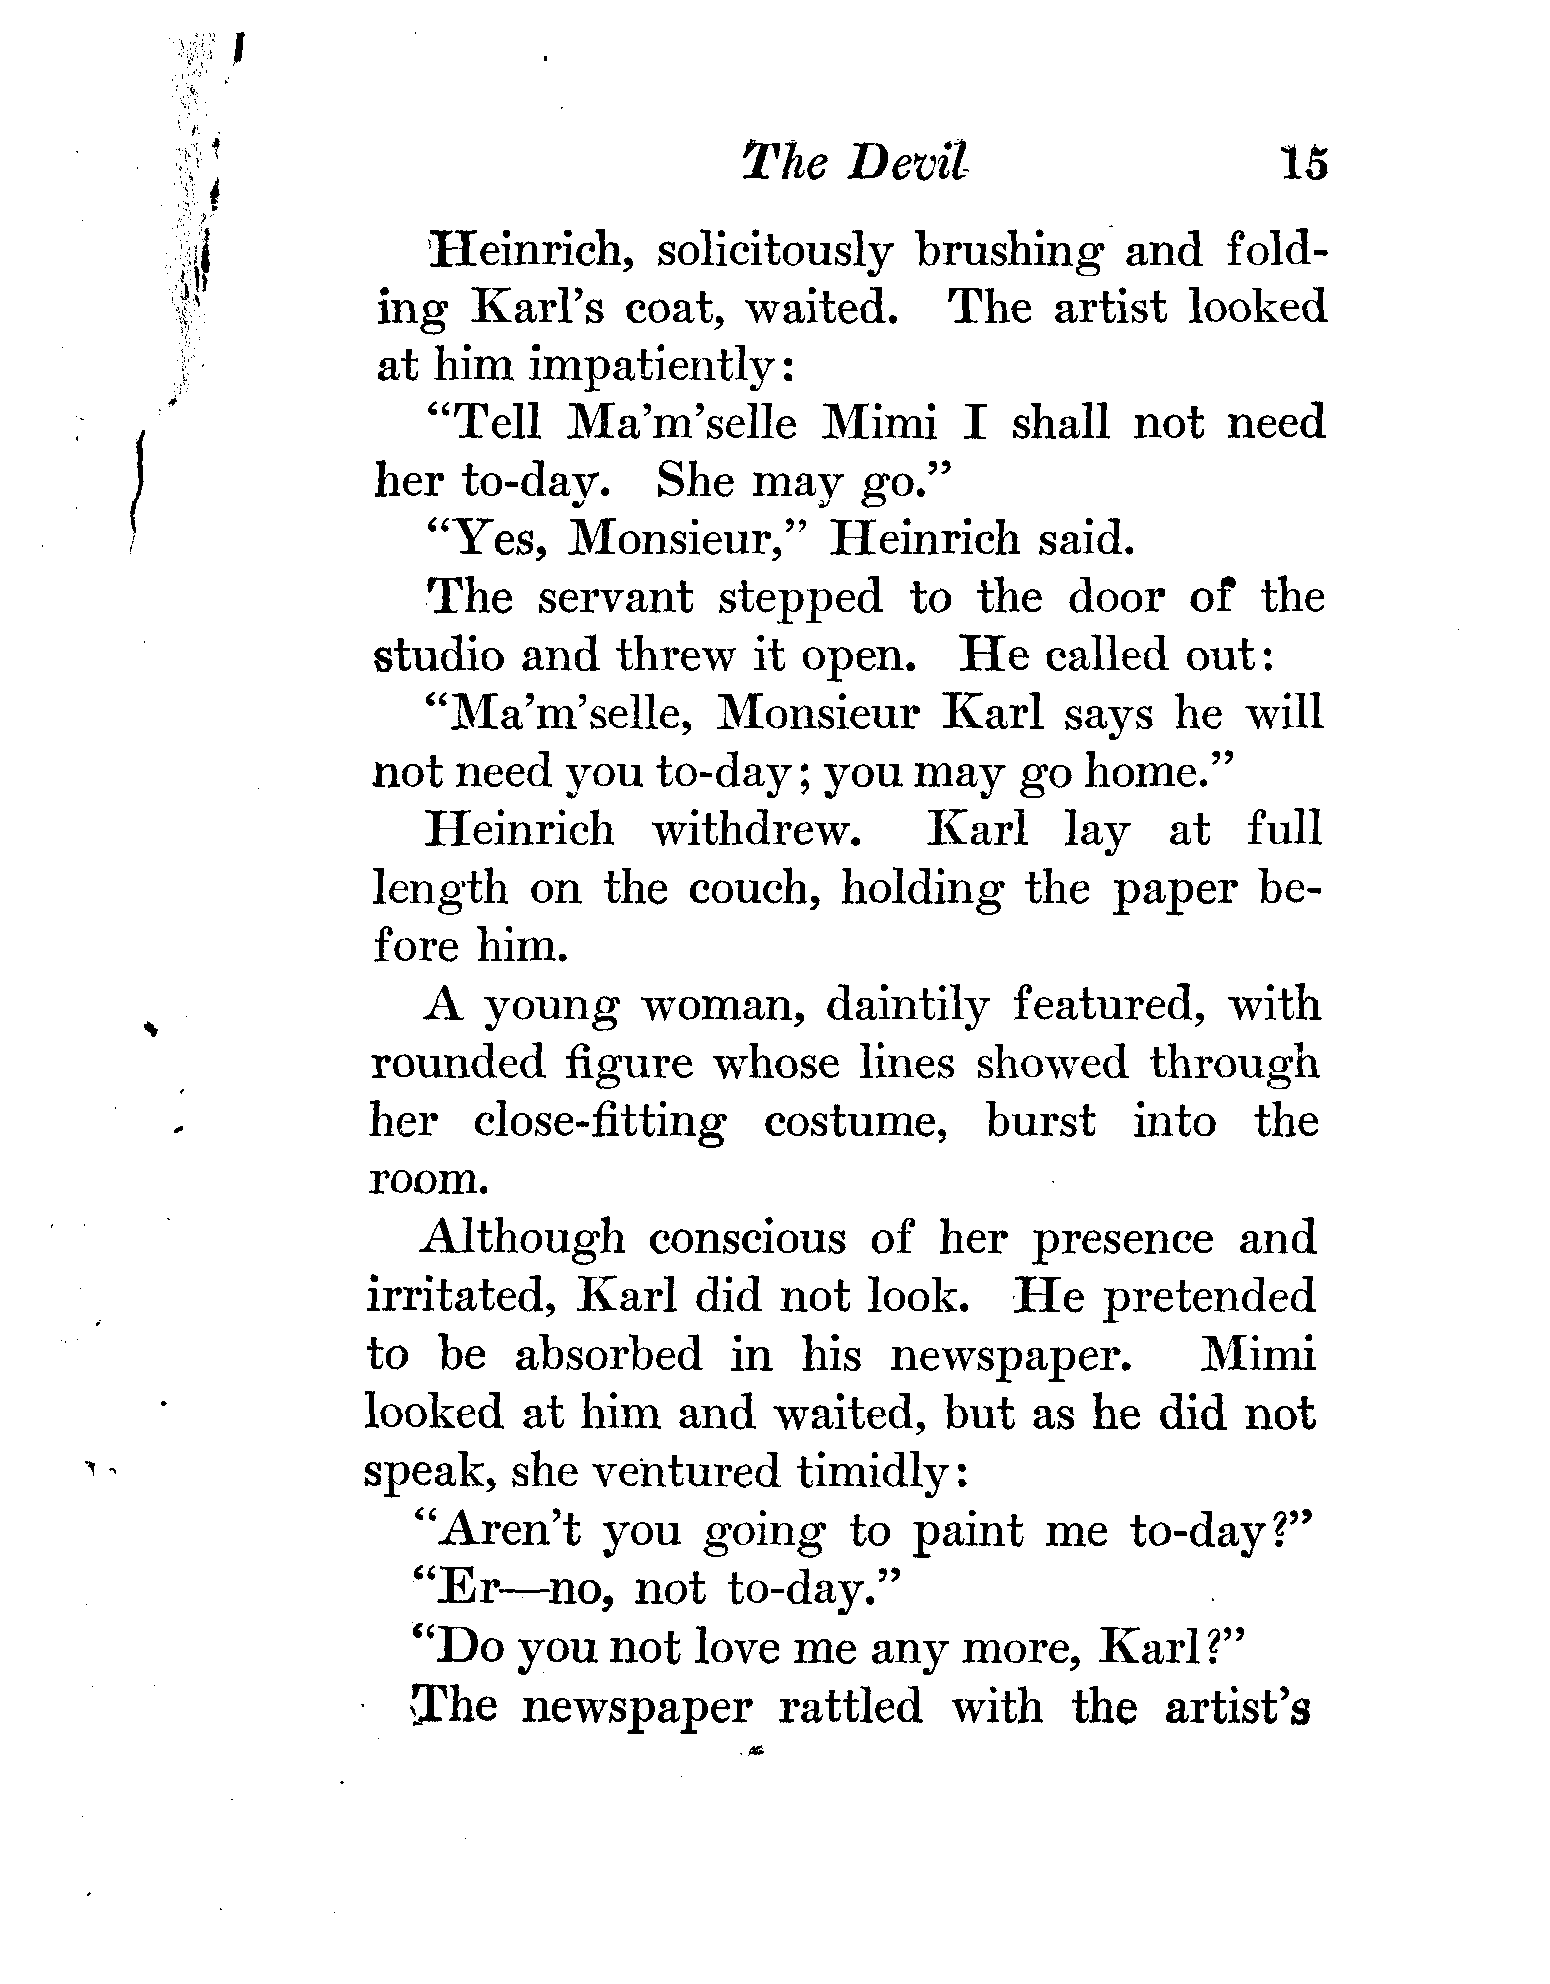 The Devil 15
Heinrich, solicitously brushing and fold-
ing Karl's coat, waited. The artist looked
at him impatiently:
"Tell Ma'm'selle Mimi I shall not need
her to-day. She may go."
"Yes, Monsieur," Heinrich said.
The servant stepped to the door of the
studio and threw it open. He called out:
"Ma'm'selle, Monsieur Karl says he will
not need you to-day; you may go home."
Heinrich withdrew. Karl lay at full
length on the couch, holding the paper be-
fore him.
A young woman, daintily featured, with
rounded figure whose lines showed through
her close-fitting costume, burst into the
room.
Although conscious of her presence and
irritated, Karl did not look. He pretended
to be absorbed in his newspaper. Mimi
looked at him and waited, but as he did not
speak, she ventured timidly:
"Aren't you going to paint me to-day?"
"Er—no, not to-day."
"Do you not love me any more, Karl?"
The newspaper rattled with the artist's